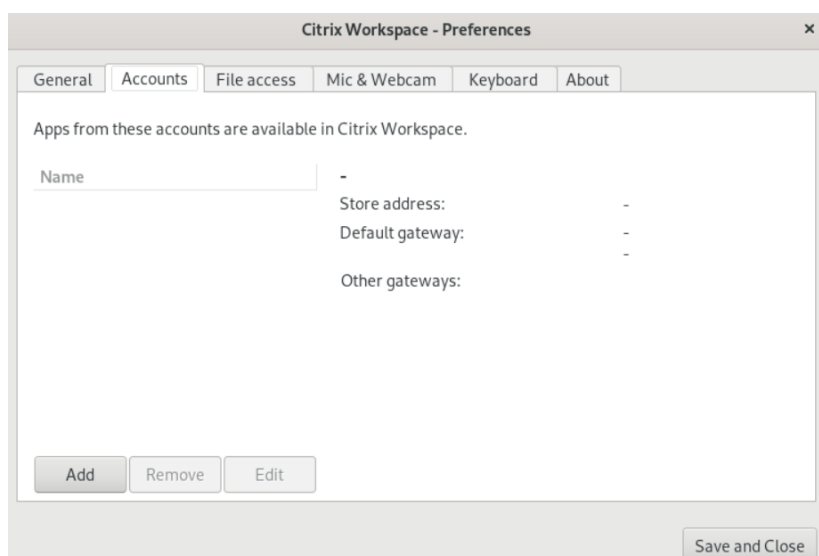 Citrix Workspace - Preferences ×
General Accounts File access Mic & Webcam Keyboard About
Apps from these accounts are available in Citrix Workspace.
Name -
Store address: -
Default gateway: -
-
Other gateways:
Add Remove Edit
Save and Close